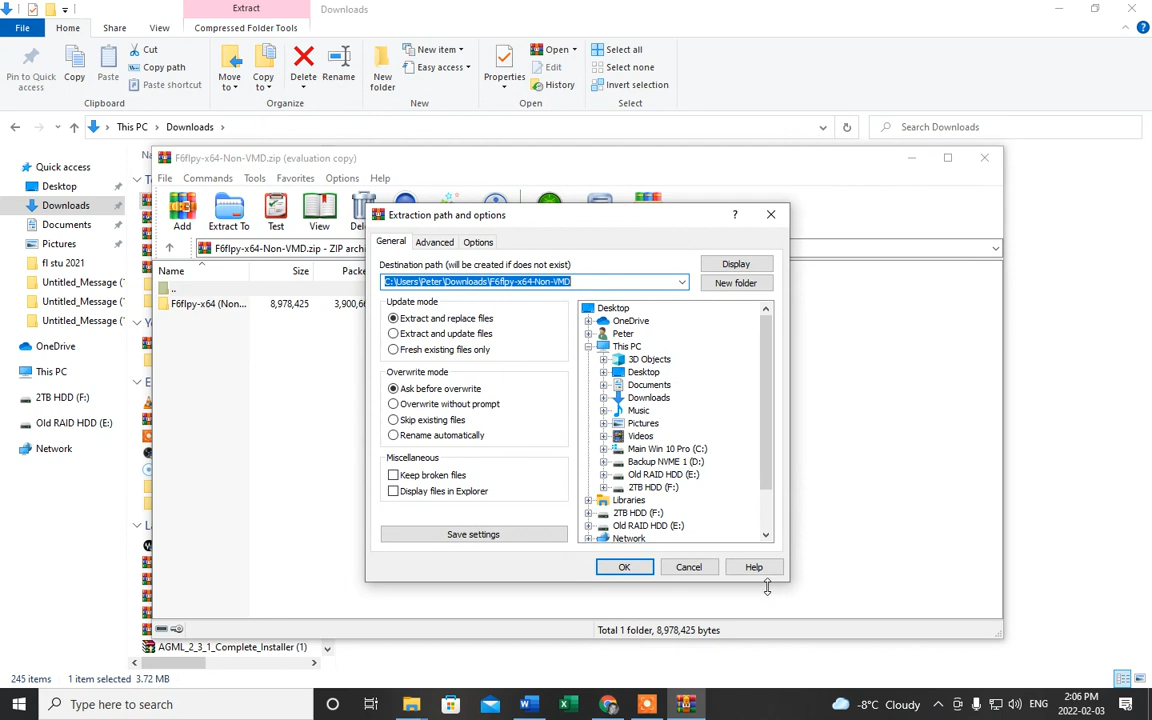 Extract Downloads
File Home Share View Compressed Folder Tools
Pin to Quick access
Copy
Paste
Cut
Copy path
Paste shortcut
Clipboard
Move to
Copy to
Delete
Rename
Organize
New folder
New item
Easy access
New
Properties
Open
Edit
History
Open
Select all
Select none
Invert selection
Select
This PC Downloads
Search Downloads
Quick access
Desktop
Downloads
Documents
Pictures
fl stu 2021
Untitled_Message (
Untitled_Message (
Untitled_Message (
OneDrive
This PC
2TB HDD (F:)
Old RAID HDD (E:)
Network
F6flpy-x64-Non-VMD.zip (evaluation copy)
File Commands Tools Favorites Options Help
Add Extract To Test View
F6flpy-x64-Non-VMD.zip - ZIP
Name Size
..
F6flpy-x64 (Non... 8,978,425
Extraction path and options
General Advanced Options
Destination path (will be created if does not exist)
C:\Users\Peter\Downloads\F6flpy-x64-Non-VMD
Display
New folder
Update mode
Extract and replace files
Extract and update files
Fresh existing files only
Overwrite mode
Ask before overwrite
Overwrite without prompt
Skip existing files
Rename automatically
Miscellaneous
Keep broken files
Display files in Explorer
Save settings
Desktop
OneDrive
Peter
This PC
3D Objects
Desktop
Documents
Downloads
Music
Pictures
Videos
Main Win 10 Pro (C:)
Backup NVME 1 (D:)
Old RAID HDD (E:)
2TB HDD (F:)
Libraries
2TB HDD (F:)
Old RAID HDD (E:)
Network
OK Cancel Help
Total 1 folder, 8,978,425 bytes
AGML_2_3_1_Complete_Installer (1)
245 items 1 item selected 3.72 MB
Type here to search
-8°C Cloudy
ENG
2:06 PM
2022-02-03